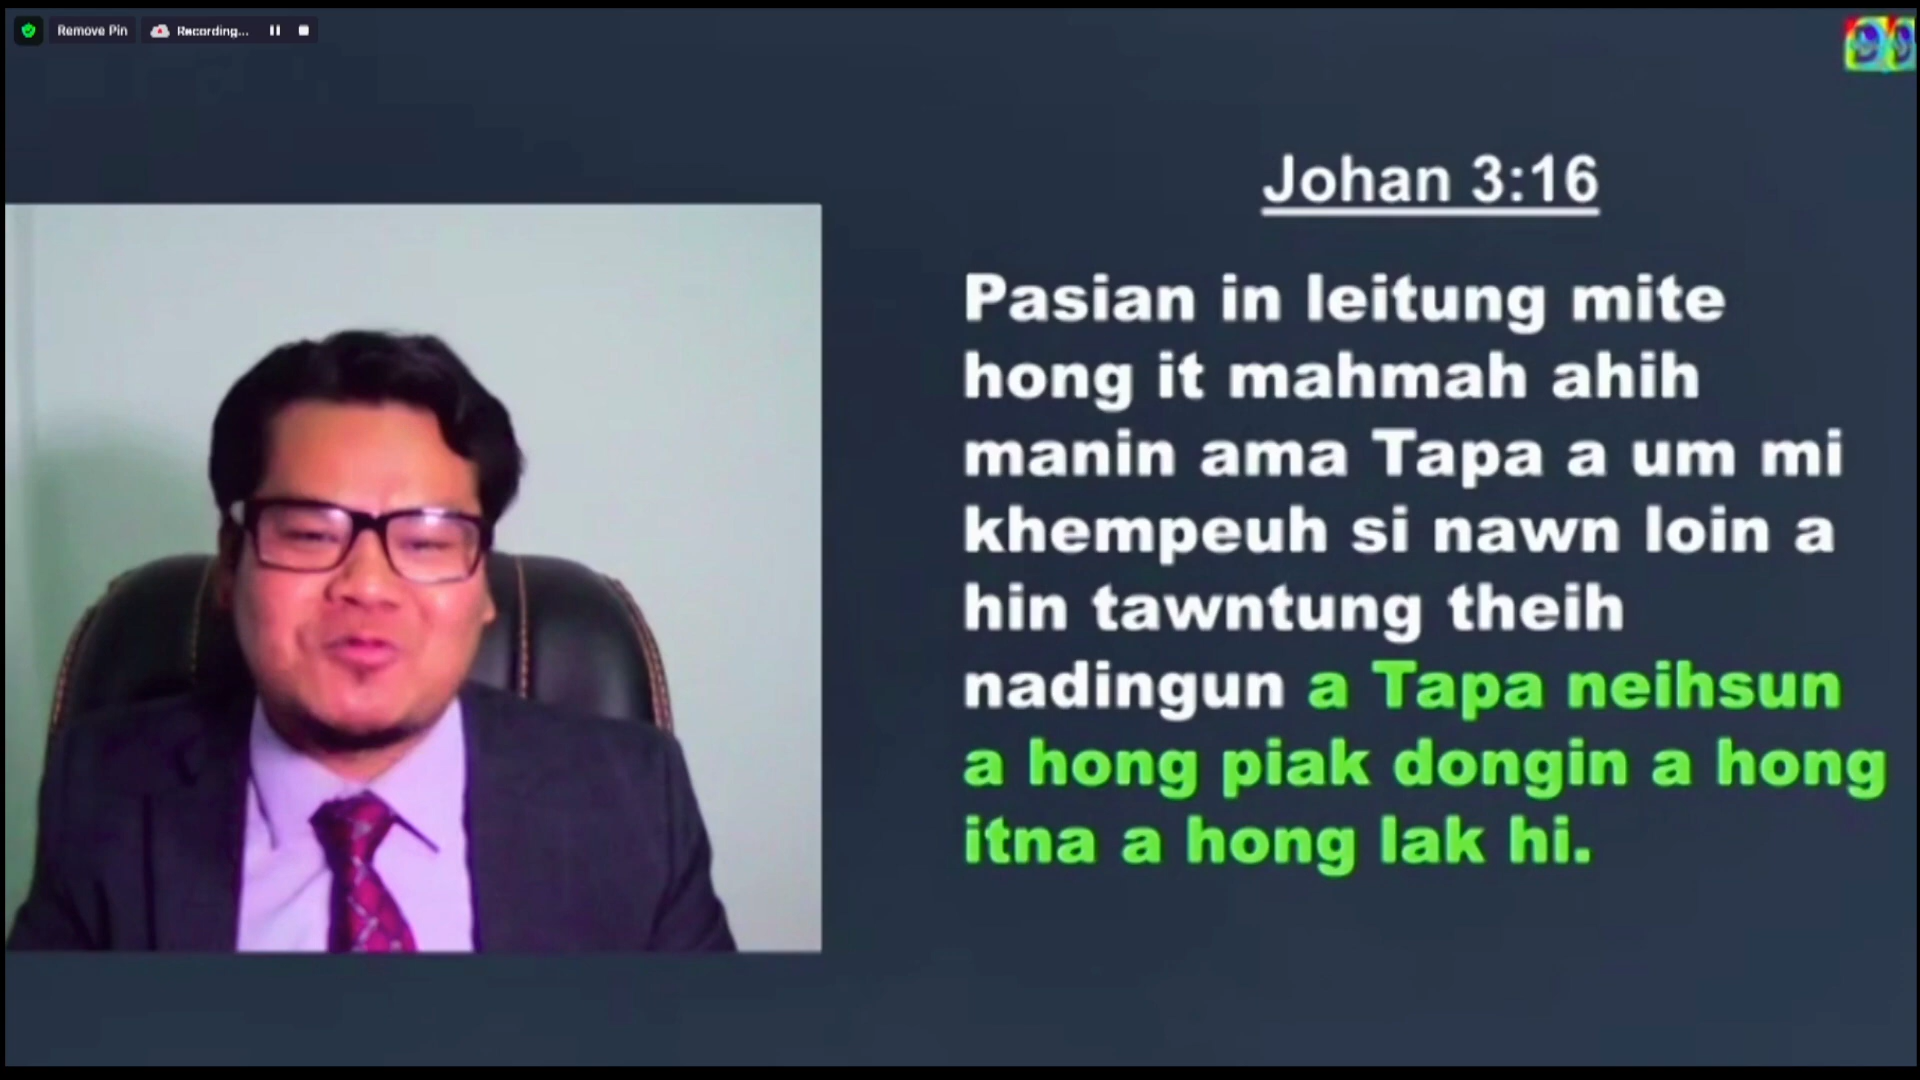 Remove Pin
Recording...
Johan 3:16
Pasian in leitung mite
hong it mahmah ahih
manin ama Tapa a um mi
khempeuh si nawn loin a
hin tawntung theih
nadingun a Tapa neihsun
a hong piak dongin a hong
itna a hong lak hi.